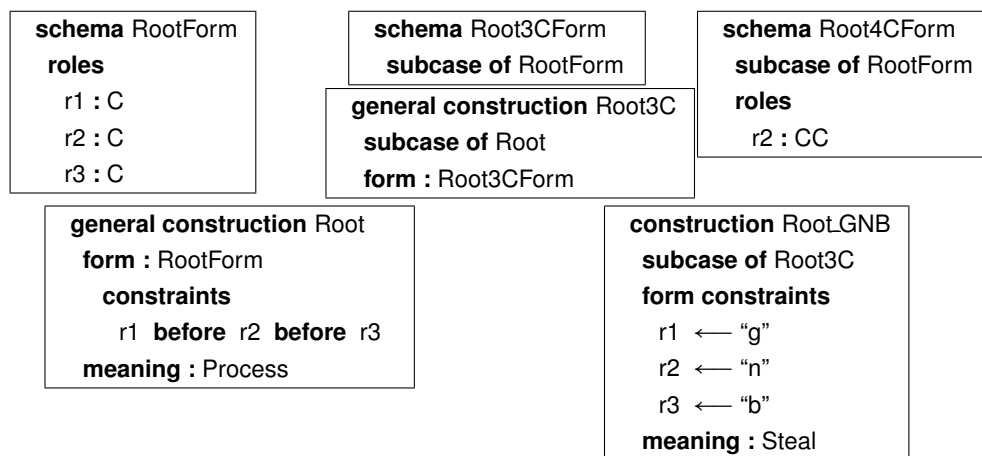 schema RootForm
roles
r1 : C
r2 : C
r3 : C
schema Root3CForm
subcase of RootForm
general construction Root3C
subcase of Root
form : Root3CForm
schema Root4CForm
subcase of RootForm
roles
r2 : CC
general construction Root
form : RootForm
constraints
r1 before r2 before r3
meaning : Process
construction Root_GNB
subcase of Root3C
form constraints
r1 ⟵ “g”
r2 ⟵ “n”
r3 ⟵ “b”
meaning : Steal